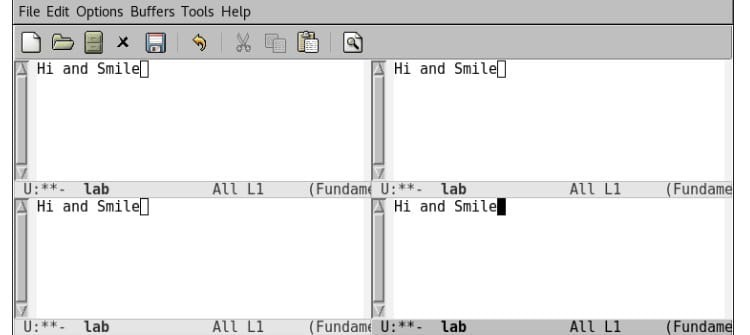 File Edit Options Buffers Tools Help
Hi and Smile
Hi and Smile
U:**-  lab            All L1     (Fundame
U:**-  lab            All L1     (Fundame
Hi and Smile
Hi and Smile
U:**-  lab            All L1     (Fundame
U:**-  lab            All L1     (Fundame